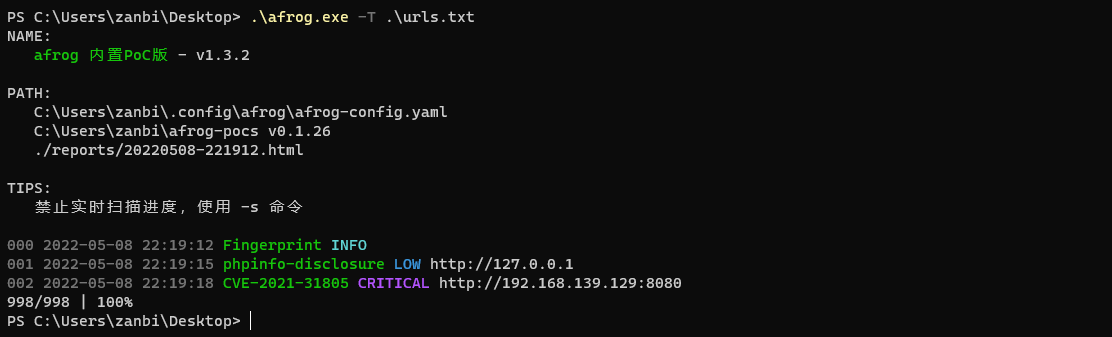 PS C:\Users\zanbi\Desktop> .\afrog.exe -T .\urls.txt
NAME:
afrog 内置PoC版 - v1.3.2
PATH:
C:\Users\zanbi\.config\afrog\afrog-config.yaml
C:\Users\zanbi\afrog-pocs v0.1.26
./reports/20220508-221912.html
TIPS:
禁止实时扫描进度, 使用 -s 命令
000 2022-05-08 22:19:12 Fingerprint INFO
001 2022-05-08 22:19:15 phpinfo-disclosure LOW http://127.0.0.1
002 2022-05-08 22:19:18 CVE-2021-31805 CRITICAL http://192.168.139.129:8080
998/998 | 100%
PS C:\Users\zanbi\Desktop>